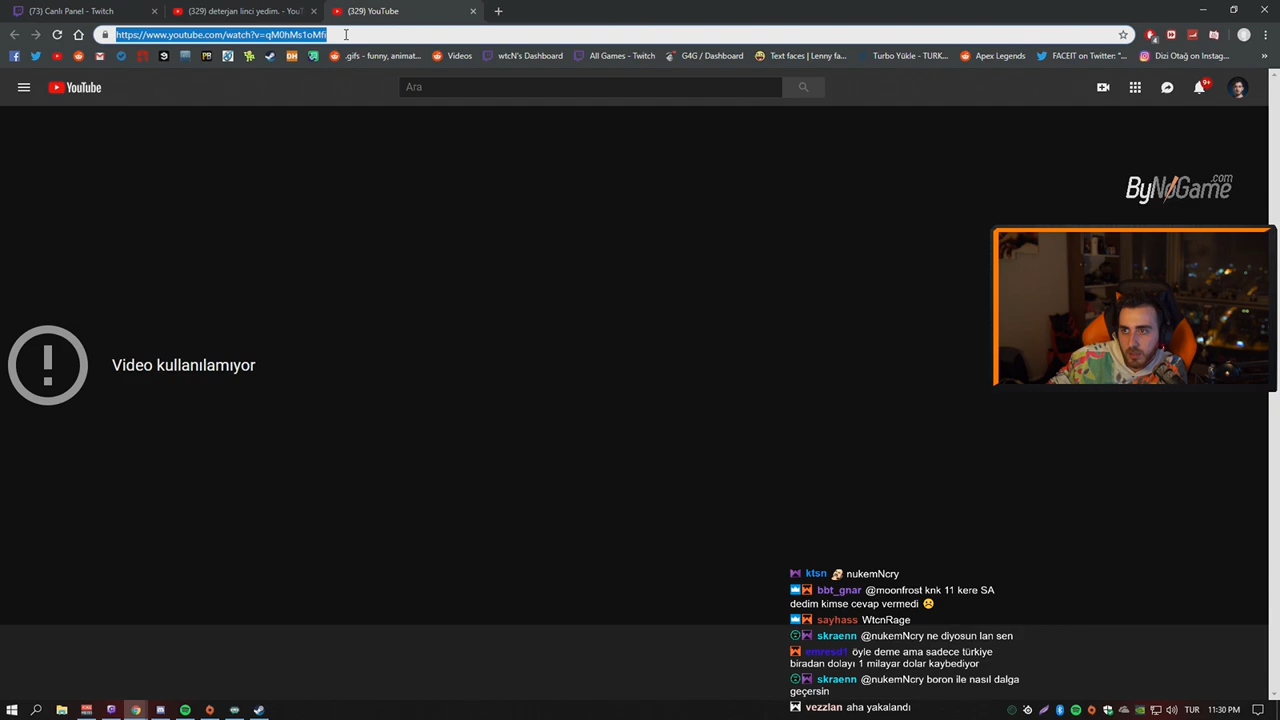 (73) Canlı Panel - Twitch
(329) deterjan linci yedim. - YouT
(329) YouTube
https://www.youtube.com/watch?v=qM0hMs1oMfi
.gifs - funny, animat...
Videos
wtcN's Dashboard
All Games - Twitch
G4G / Dashboard
Text faces | Lenny fa...
Turbo Yükle - TURK...
Apex Legends
FACEIT on Twitter: "...
Dizi Otağ on Instag...
YouTube
Ara
9+
ByNoGame
.com
Video kullanılamıyor
ktsn nukemNcry
bbt_gnar @moonfrost knk 11 kere SA
dedim kimse cevap vermedi
sayhass WtcnRage
skraenn @nukemNcry ne diyosun lan sen
emresd1 öyle deme ama sadece türkiye
biradan dolayı 1 milayar dolar kaybediyor
skraenn @nukemNcry boron ile nasıl dalga
geçersin
vezzlan aha yakalandı
TUR
11:30 PM